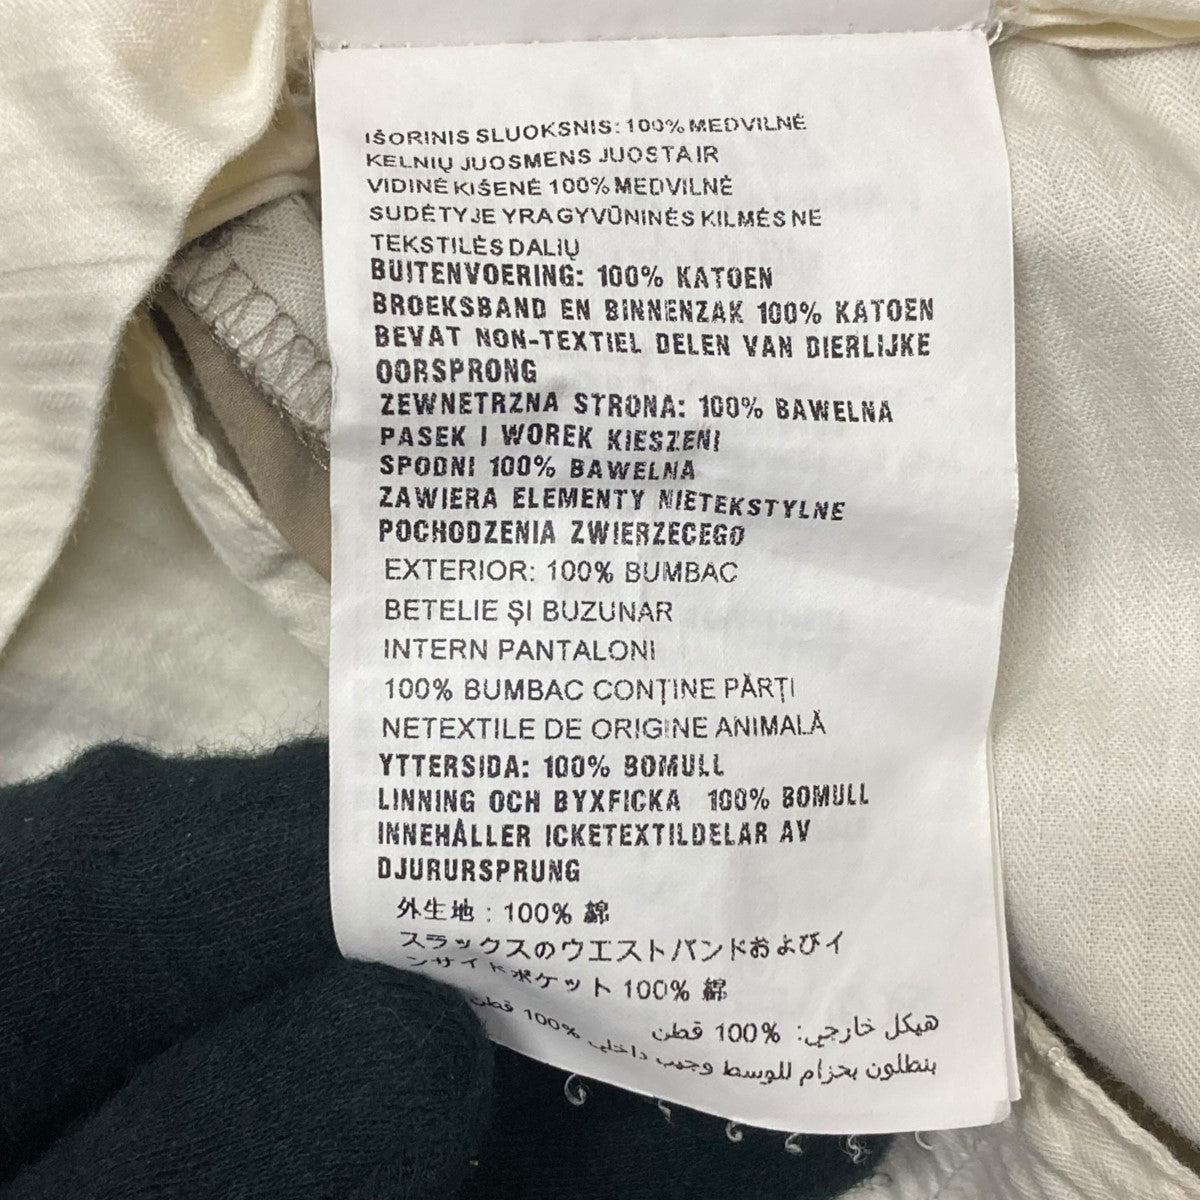 IŠORINIS SLUOKSNIS: 100% MEDVILNĖ
KELNIŲ JUOSMENS JUOSTA IR
VIDINĖ KIŠENĖ 100% MEDVILNĖ
SUDĖTYJE YRA GYVŪNINĖS KILMĖS NE
TEKSTILĖS DALIŲ
BUITENVOERING: 100% KATOEN
BROEKSBAND EN BINNENZAK 100% KATOEN
BEVAT NON-TEXTIEL DELEN VAN DIERLIJKE
OORSPRONG
ZEWNETRZNA STRONA: 100% BAWELNA
PASEK I WOREK KIESZENI
SPODNI 100% BAWELNA
ZAWIERA ELEMENTY NIETEKSTYLNE
POCHODZENIA ZWIERZECEGO
EXTERIOR: 100% BUMBAC
BETELIE ȘI BUZUNAR
INTERN PANTALONI
100% BUMBAC CONȚINE PĂRȚI
NETEXTILE DE ORIGINE ANIMALĂ
YTTERSIDA: 100% BOMULL
LINNING OCH BYXFICKA 100% BOMULL
INNEHÅLLER ICKETEXTILDELAR AV
DJURURSPRUNG
外生地 : 100% 綿
スラックスのウエストバンドおよびイ
ンサイドポケット 100% 綿
هيكل خارجي: 100% قطن
بنطلون بحزام للوسط وجيب داخلي 100% قطن